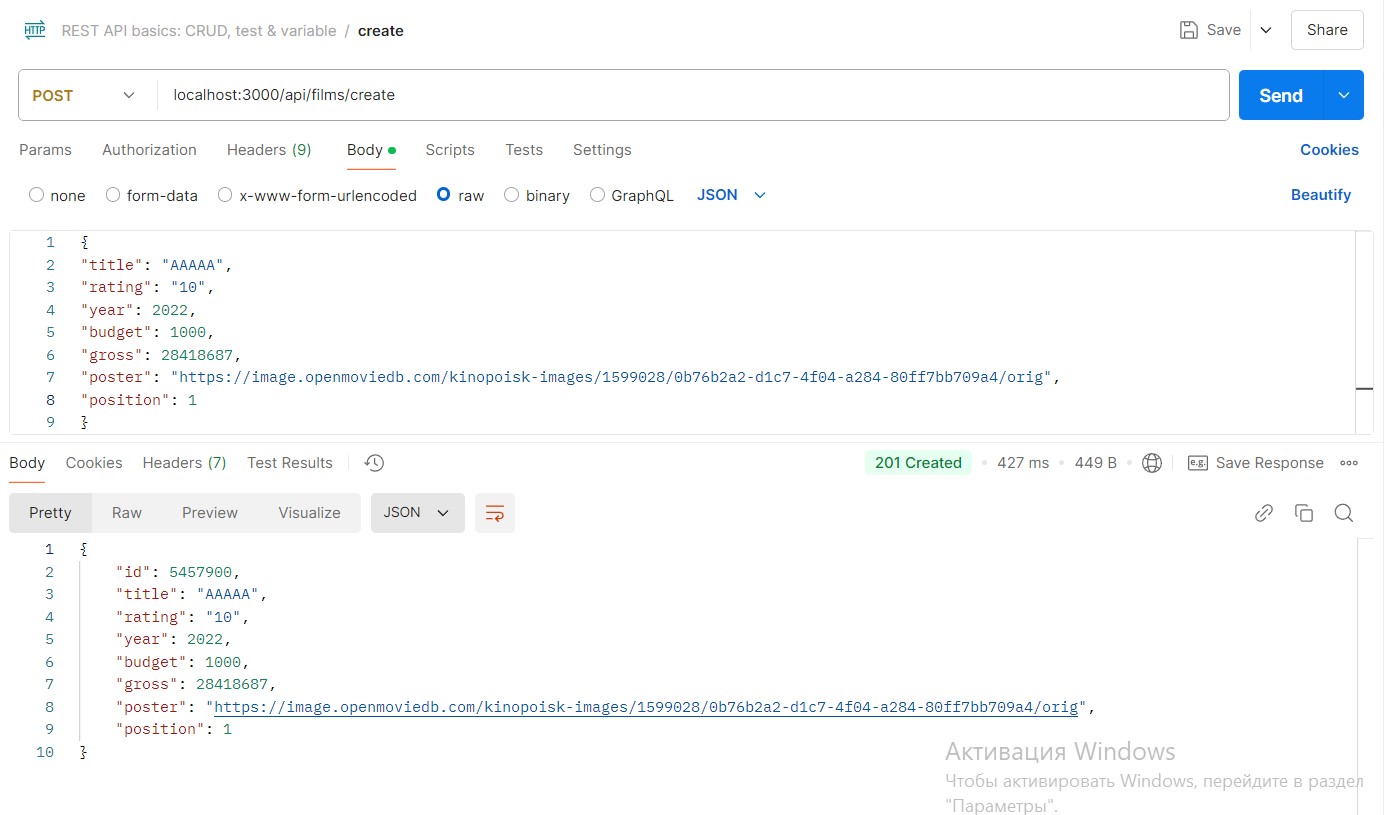 HTTP REST API basics: CRUD, test & variable / create Save Share
POST localhost:3000/api/films/create Send
Params Authorization Headers (9) Body Scripts Tests Settings Cookies
none form-data x-www-form-urlencoded raw binary GraphQL JSON Beautify
1 {
2 "title": "AAAAA",
3 "rating": "10",
4 "year": 2022,
5 "budget": 1000,
6 "gross": 28418687,
7 "poster": "https://image.openmoviedb.com/kinopoisk-images/1599028/0b76b2a2-d1c7-4f04-a284-80ff7bb709a4/orig",
8 "position": 1
9 }
Body Cookies Headers (7) Test Results 201 Created 427 ms 449 B e.g. Save Response
Pretty Raw Preview Visualize JSON
1 {
2 "id": 5457900,
3 "title": "AAAAA",
4 "rating": "10",
5 "year": 2022,
6 "budget": 1000,
7 "gross": 28418687,
8 "poster": "https://image.openmoviedb.com/kinopoisk-images/1599028/0b76b2a2-d1c7-4f04-a284-80ff7bb709a4/orig",
9 "position": 1
10 }
Активация Windows
Чтобы активировать Windows, перейдите в раздел
"Параметры".